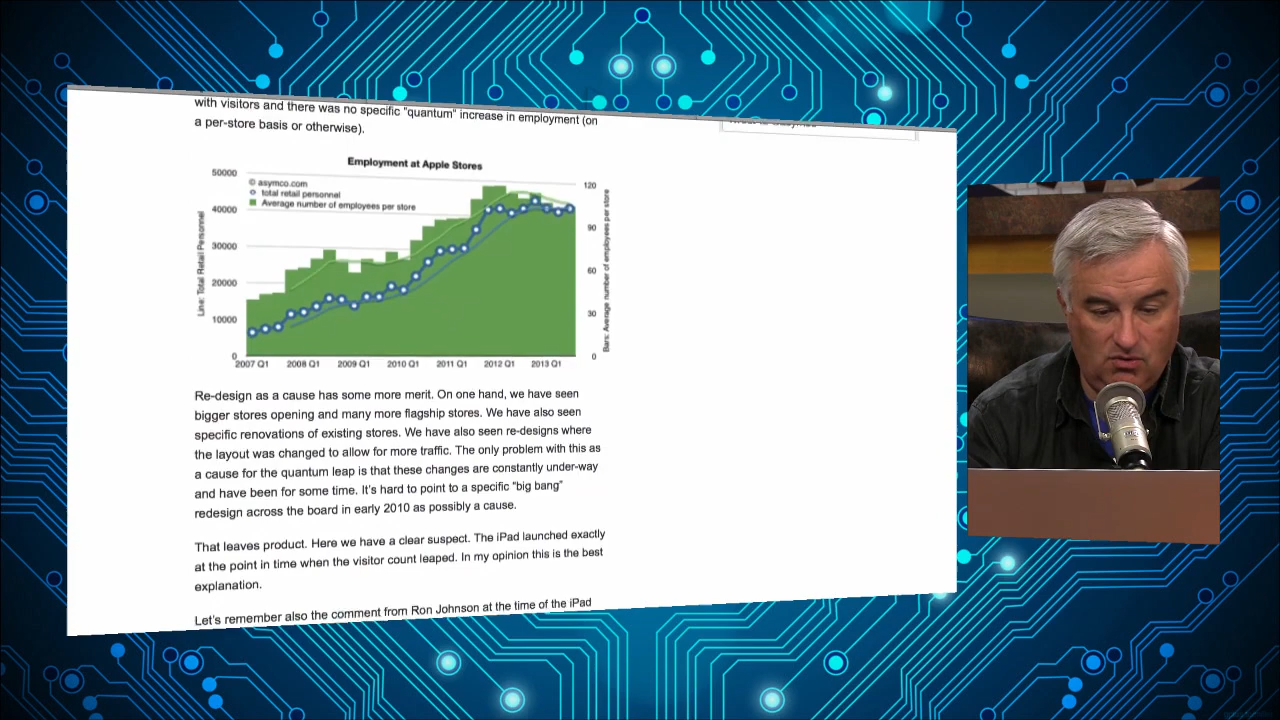 with visitors and there was no specific "quantum" increase in employment (on
a per-store basis or otherwise).
Employment at Apple Stores
© asymco.com
total retail personnel
Average number of employees per store
50000
40000
30000
20000
10000
0
Line: Total Retail Personnel
120
90
60
30
0
Bars: Average number of employees per store
2007 Q1 2008 Q1 2009 Q1 2010 Q1 2011 Q1 2012 Q1 2013 Q1
Re-design as a cause has some more merit. On one hand, we have seen
bigger stores opening and many more flagship stores. We have also seen
specific renovations of existing stores. We have also seen re-designs where
the layout was changed to allow for more traffic. The only problem with this as
a cause for the quantum leap is that these changes are constantly under-way
and have been for some time. It's hard to point to a specific "big bang"
redesign across the board in early 2010 as possibly a cause.
That leaves product. Here we have a clear suspect. The iPad launched exactly
at the point in time when the visitor count leaped. In my opinion this is the best
explanation.
Let's remember also the comment from Ron Johnson at the time of the iPad